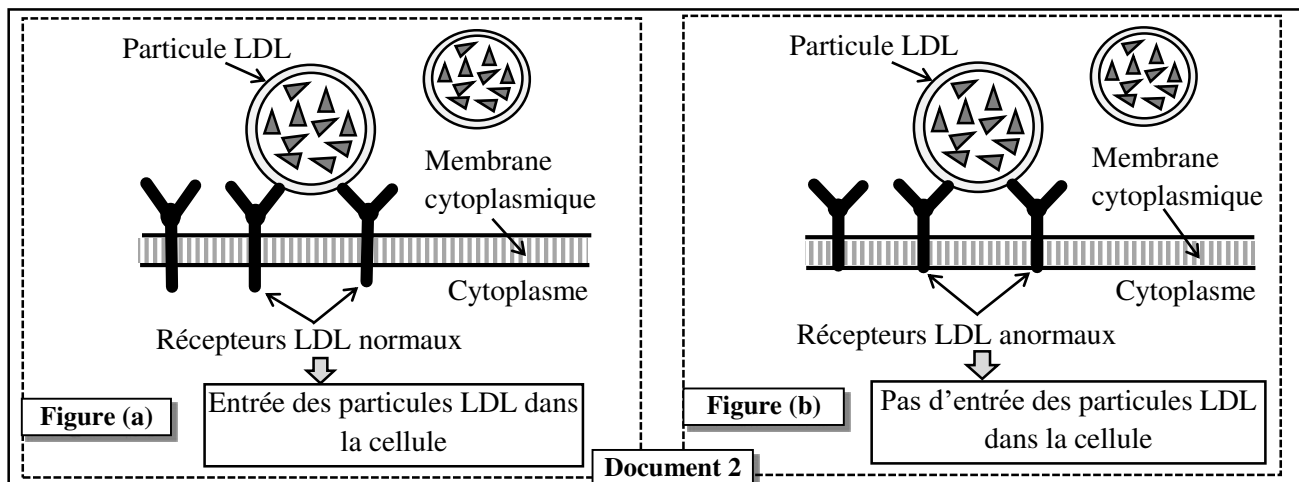 Particule LDL
Membrane
cytoplasmique
Cytoplasme
Récepteurs LDL normaux
Figure (a)
Entrée des particules LDL dans
la cellule
Particule LDL
Membrane
cytoplasmique
Cytoplasme
Récepteurs LDL anormaux
Figure (b)
Pas d'entrée des particules LDL
dans la cellule
Document 2